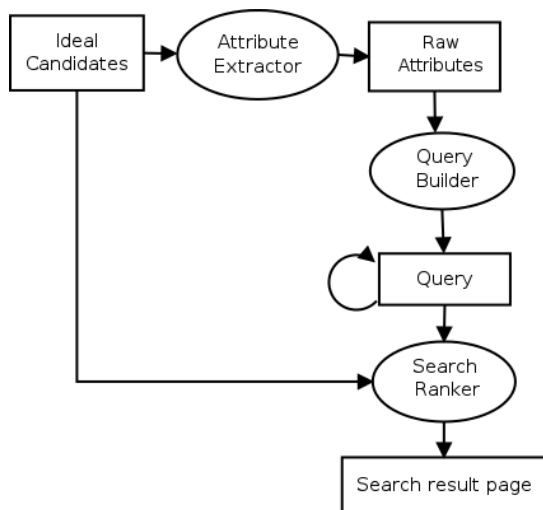 Ideal
Candidates
Attribute
Extractor
Raw
Attributes
Query
Builder
Query
Search
Ranker
Search result page